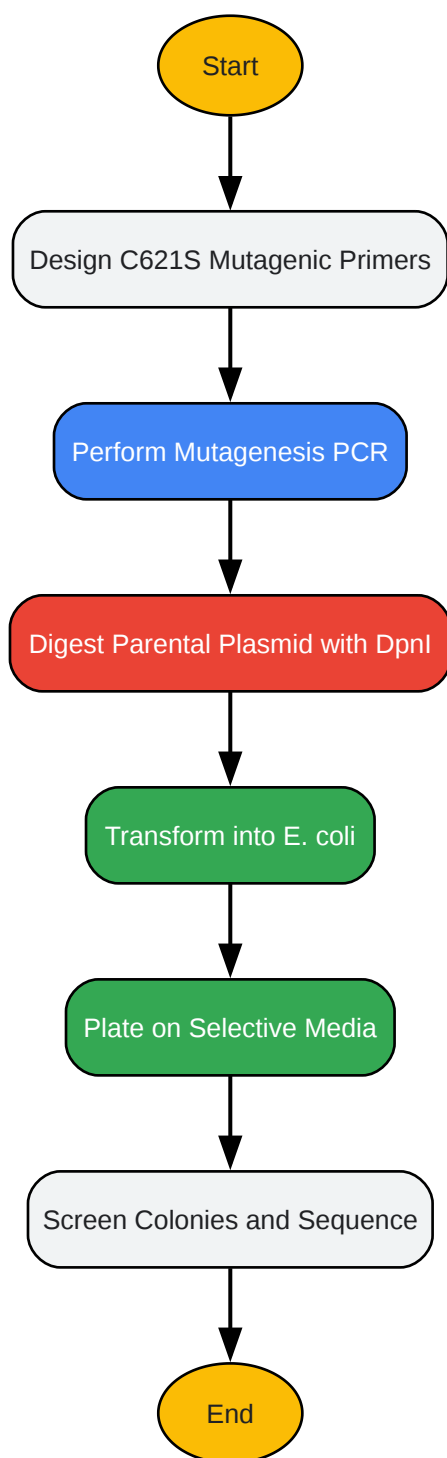 Start
Design C621S Mutagenic Primers
Perform Mutagenesis PCR
Digest Parental Plasmid with DpnI
Transform into E. coli
Plate on Selective Media
Screen Colonies and Sequence
End